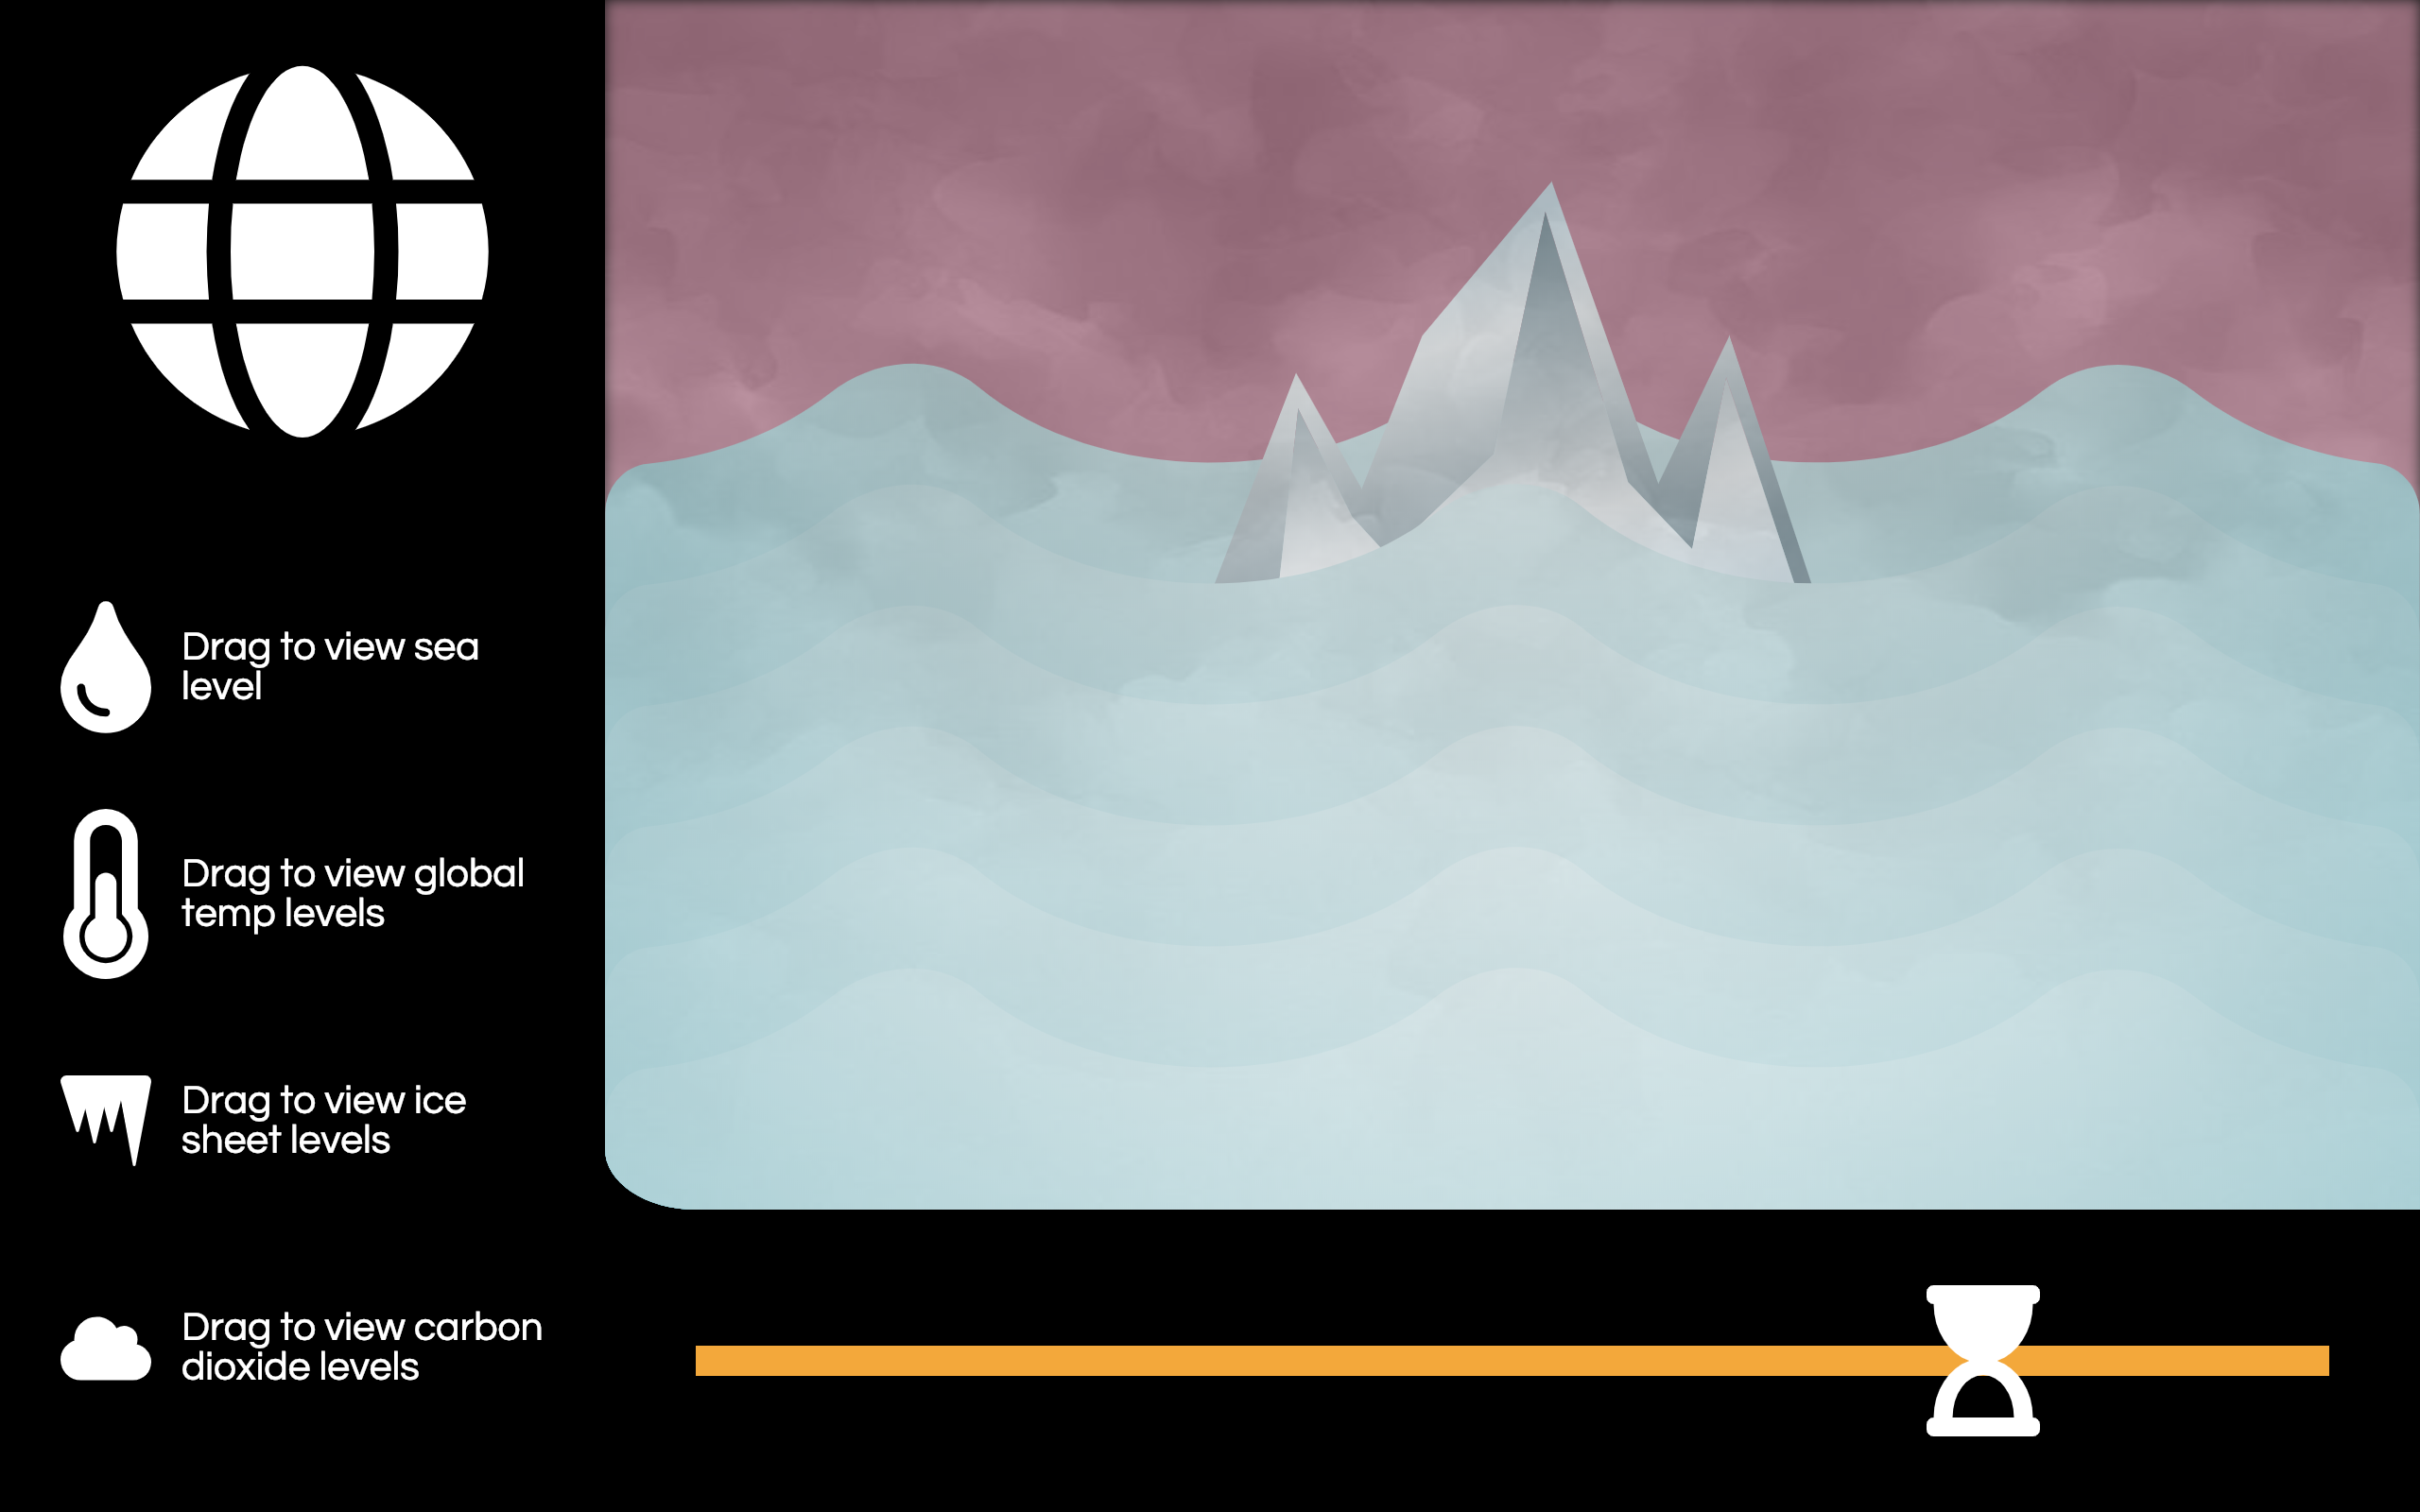 Drag to view sea
level
Drag to view global
temp levels
Drag to view ice
sheet levels
Drag to view carbon
dioxide levels